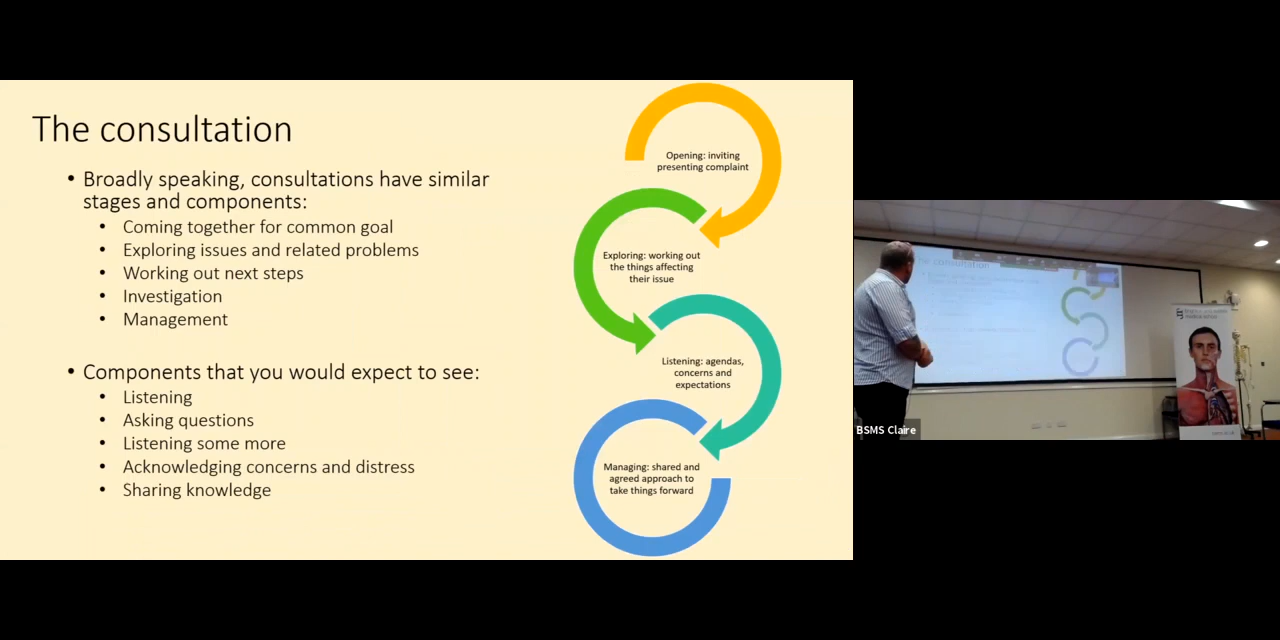 The consultation
• Broadly speaking, consultations have similar
stages and components:
• Coming together for common goal
• Exploring issues and related problems
• Working out next steps
• Investigation
• Management
• Components that you would expect to see:
• Listening
• Asking questions
• Listening some more
• Acknowledging concerns and distress
• Sharing knowledge
Opening: inviting
presenting complaint
Exploring: working out
the things affecting
their issue
Listening: agendas,
concerns and
expectations
Managing: shared and
agreed approach to
take things forward
The consultation
BSMS Claire